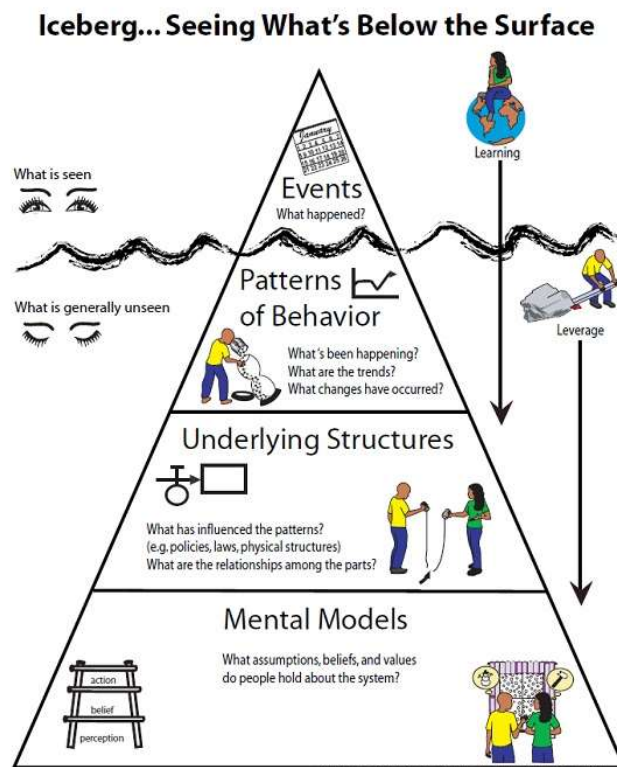 Iceberg... Seeing What's Below the Surface
January
Learning
What is seen
Events
What happened?
Patterns
of Behavior
What is generally unseen
Leverage
What's been happening?
What are the trends?
What changes have occurred?
Underlying Structures
What has influenced the patterns?
(e.g, policies, laws, physical structures)
What are the relationships among the parts?
Mental Models
What assumptions, beliefs, and values
do people hold about the system?
action
belief
perception